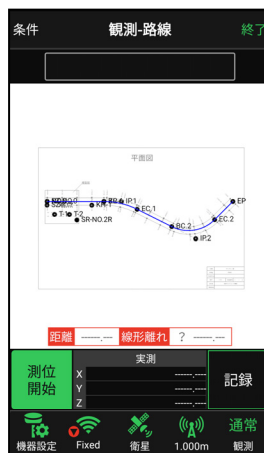 条件 観測-路線 終了
平面図
EP
IP.1
EC.1
EC.2
BC.2
T-1 T-2
SR-NO.2R
IP.2
距離 -----.--- 線形離れ ? -----.---
実測
測位
開始
X -----.----
Y -----.----
Z -----.----
記録
機器設定 Fixed 衛星 1.000m 通常
観測